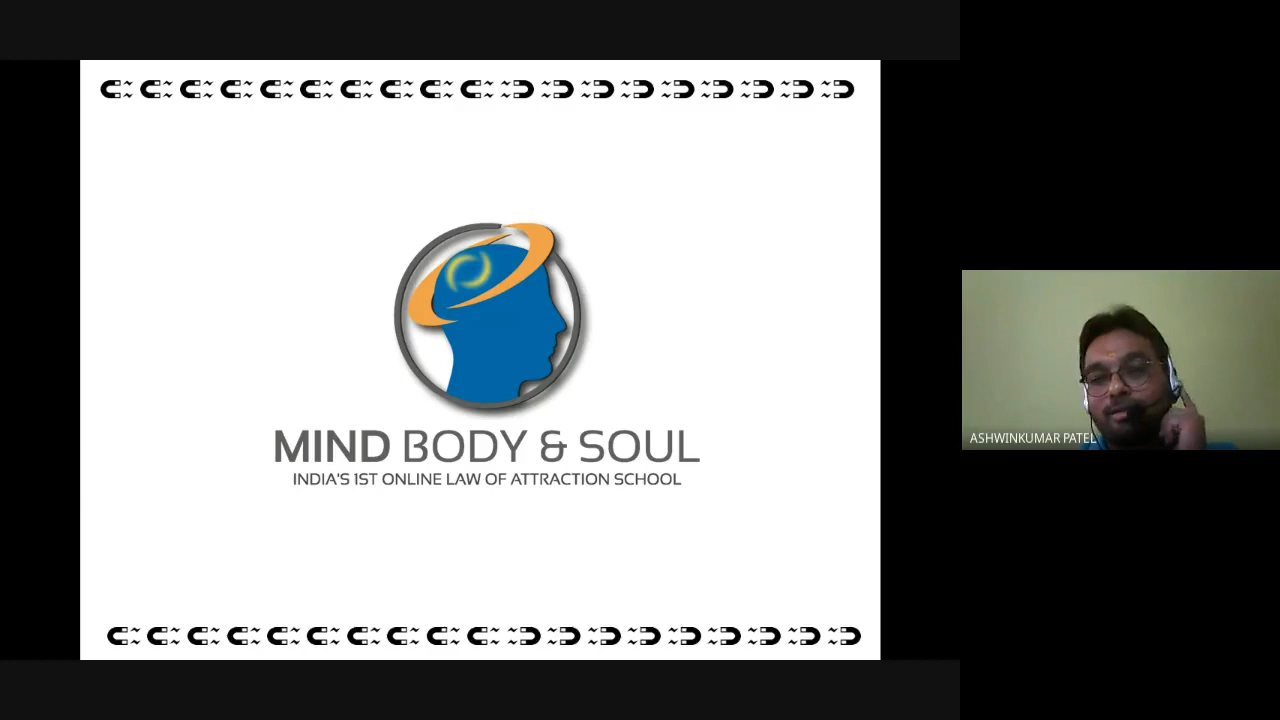 MIND BODY & SOUL
INDIA'S 1ST ONLINE LAW OF ATTRACTION SCHOOL
ASHWINKUMAR PATEL